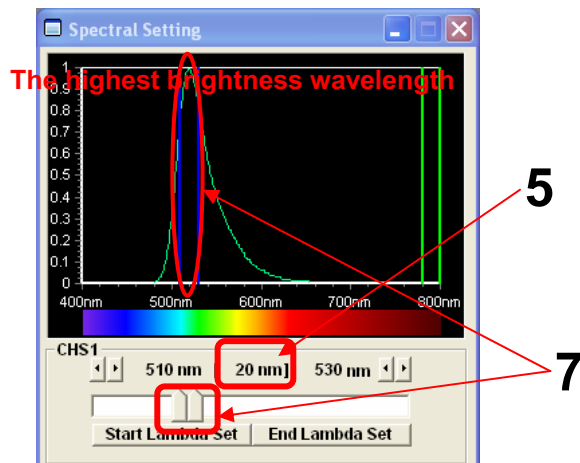 Spectral Setting
The highest brightness wavelength
1
0.9
0.8
0.7
0.6
0.5
0.4
0.3
0.2
0.1
0
400nm 500nm 600nm 700nm 800nm
5
CHS1
510 nm [ 20 nm] 530 nm
7
Start Lambda Set End Lambda Set